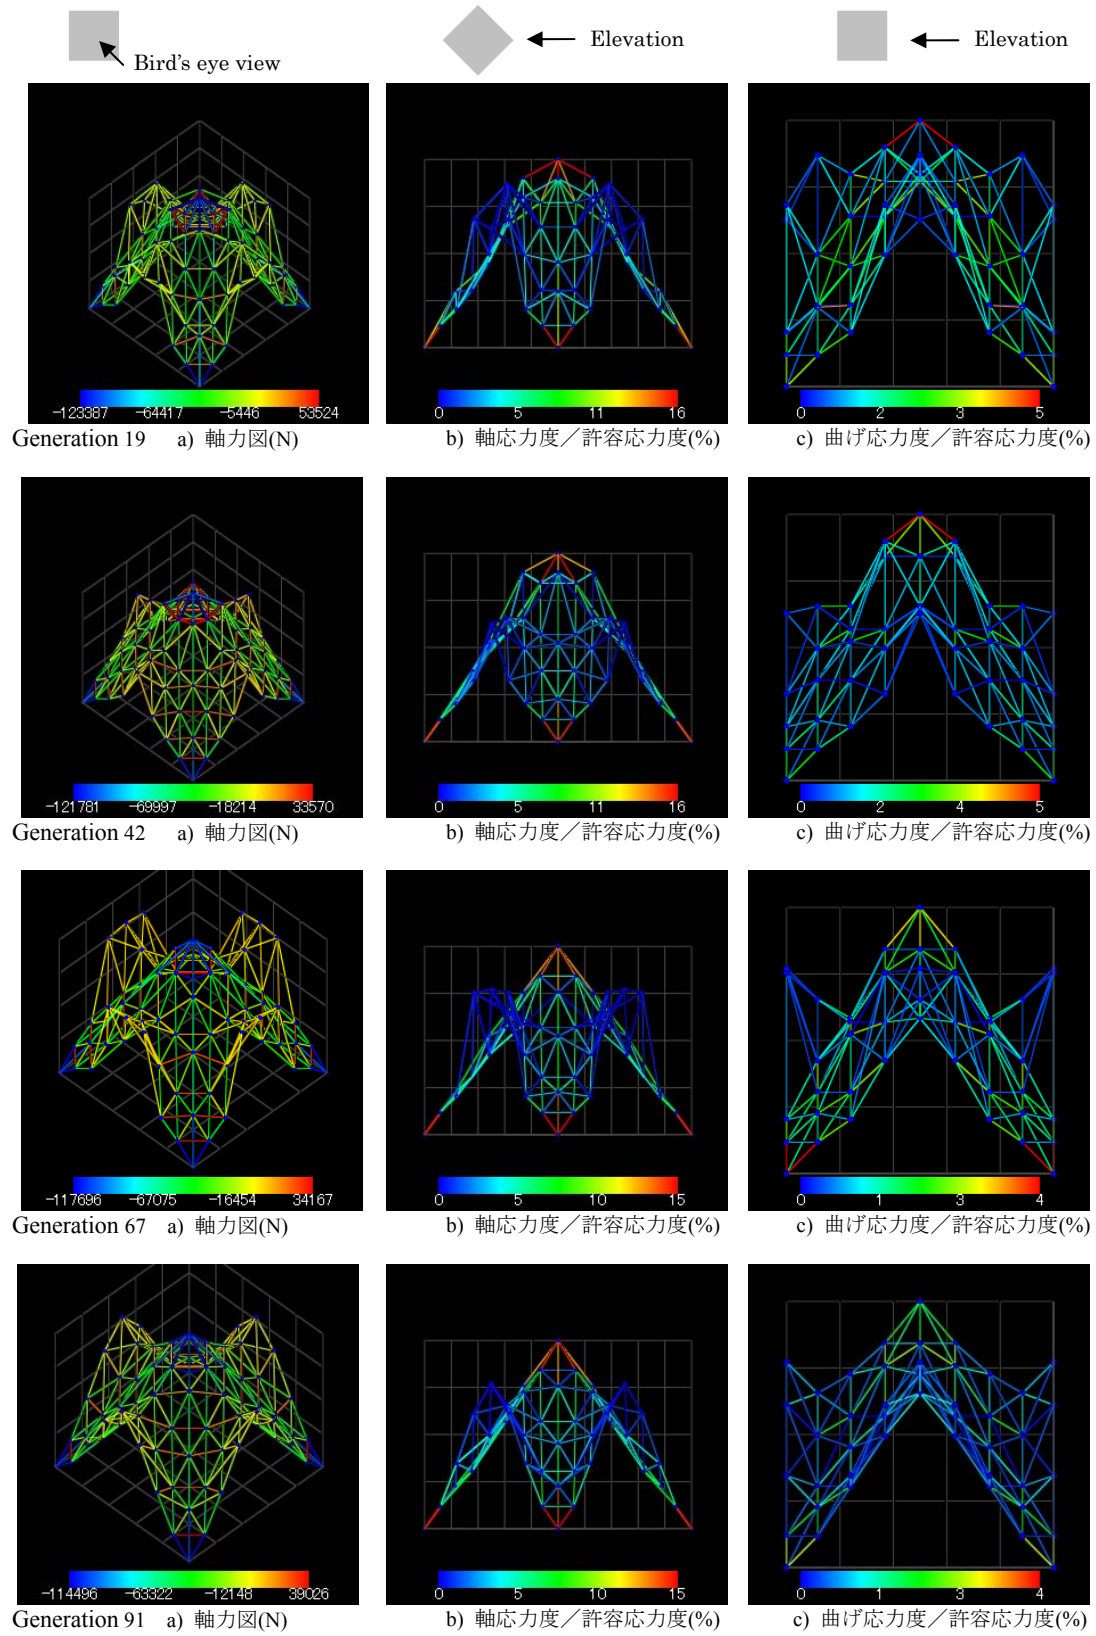 Bird's eye view
Elevation
Elevation
-123387 -64417 -5446 53524
0 5 11 16
0 2 3 5
Generation 19 a) 軸力図(N) b) 軸応力度／許容応力度(%) c) 曲げ応力度／許容応力度(%)
-121781 -69997 -18214 33570
0 5 11 16
0 2 4 5
Generation 42 a) 軸力図(N) b) 軸応力度／許容応力度(%) c) 曲げ応力度／許容応力度(%)
-117696 -67075 -16454 34167
0 5 10 15
0 1 3 4
Generation 67 a) 軸力図(N) b) 軸応力度／許容応力度(%) c) 曲げ応力度／許容応力度(%)
-114496 -63322 -12148 39026
0 5 10 15
0 1 3 4
Generation 91 a) 軸力図(N) b) 軸応力度／許容応力度(%) c) 曲げ応力度／許容応力度(%)